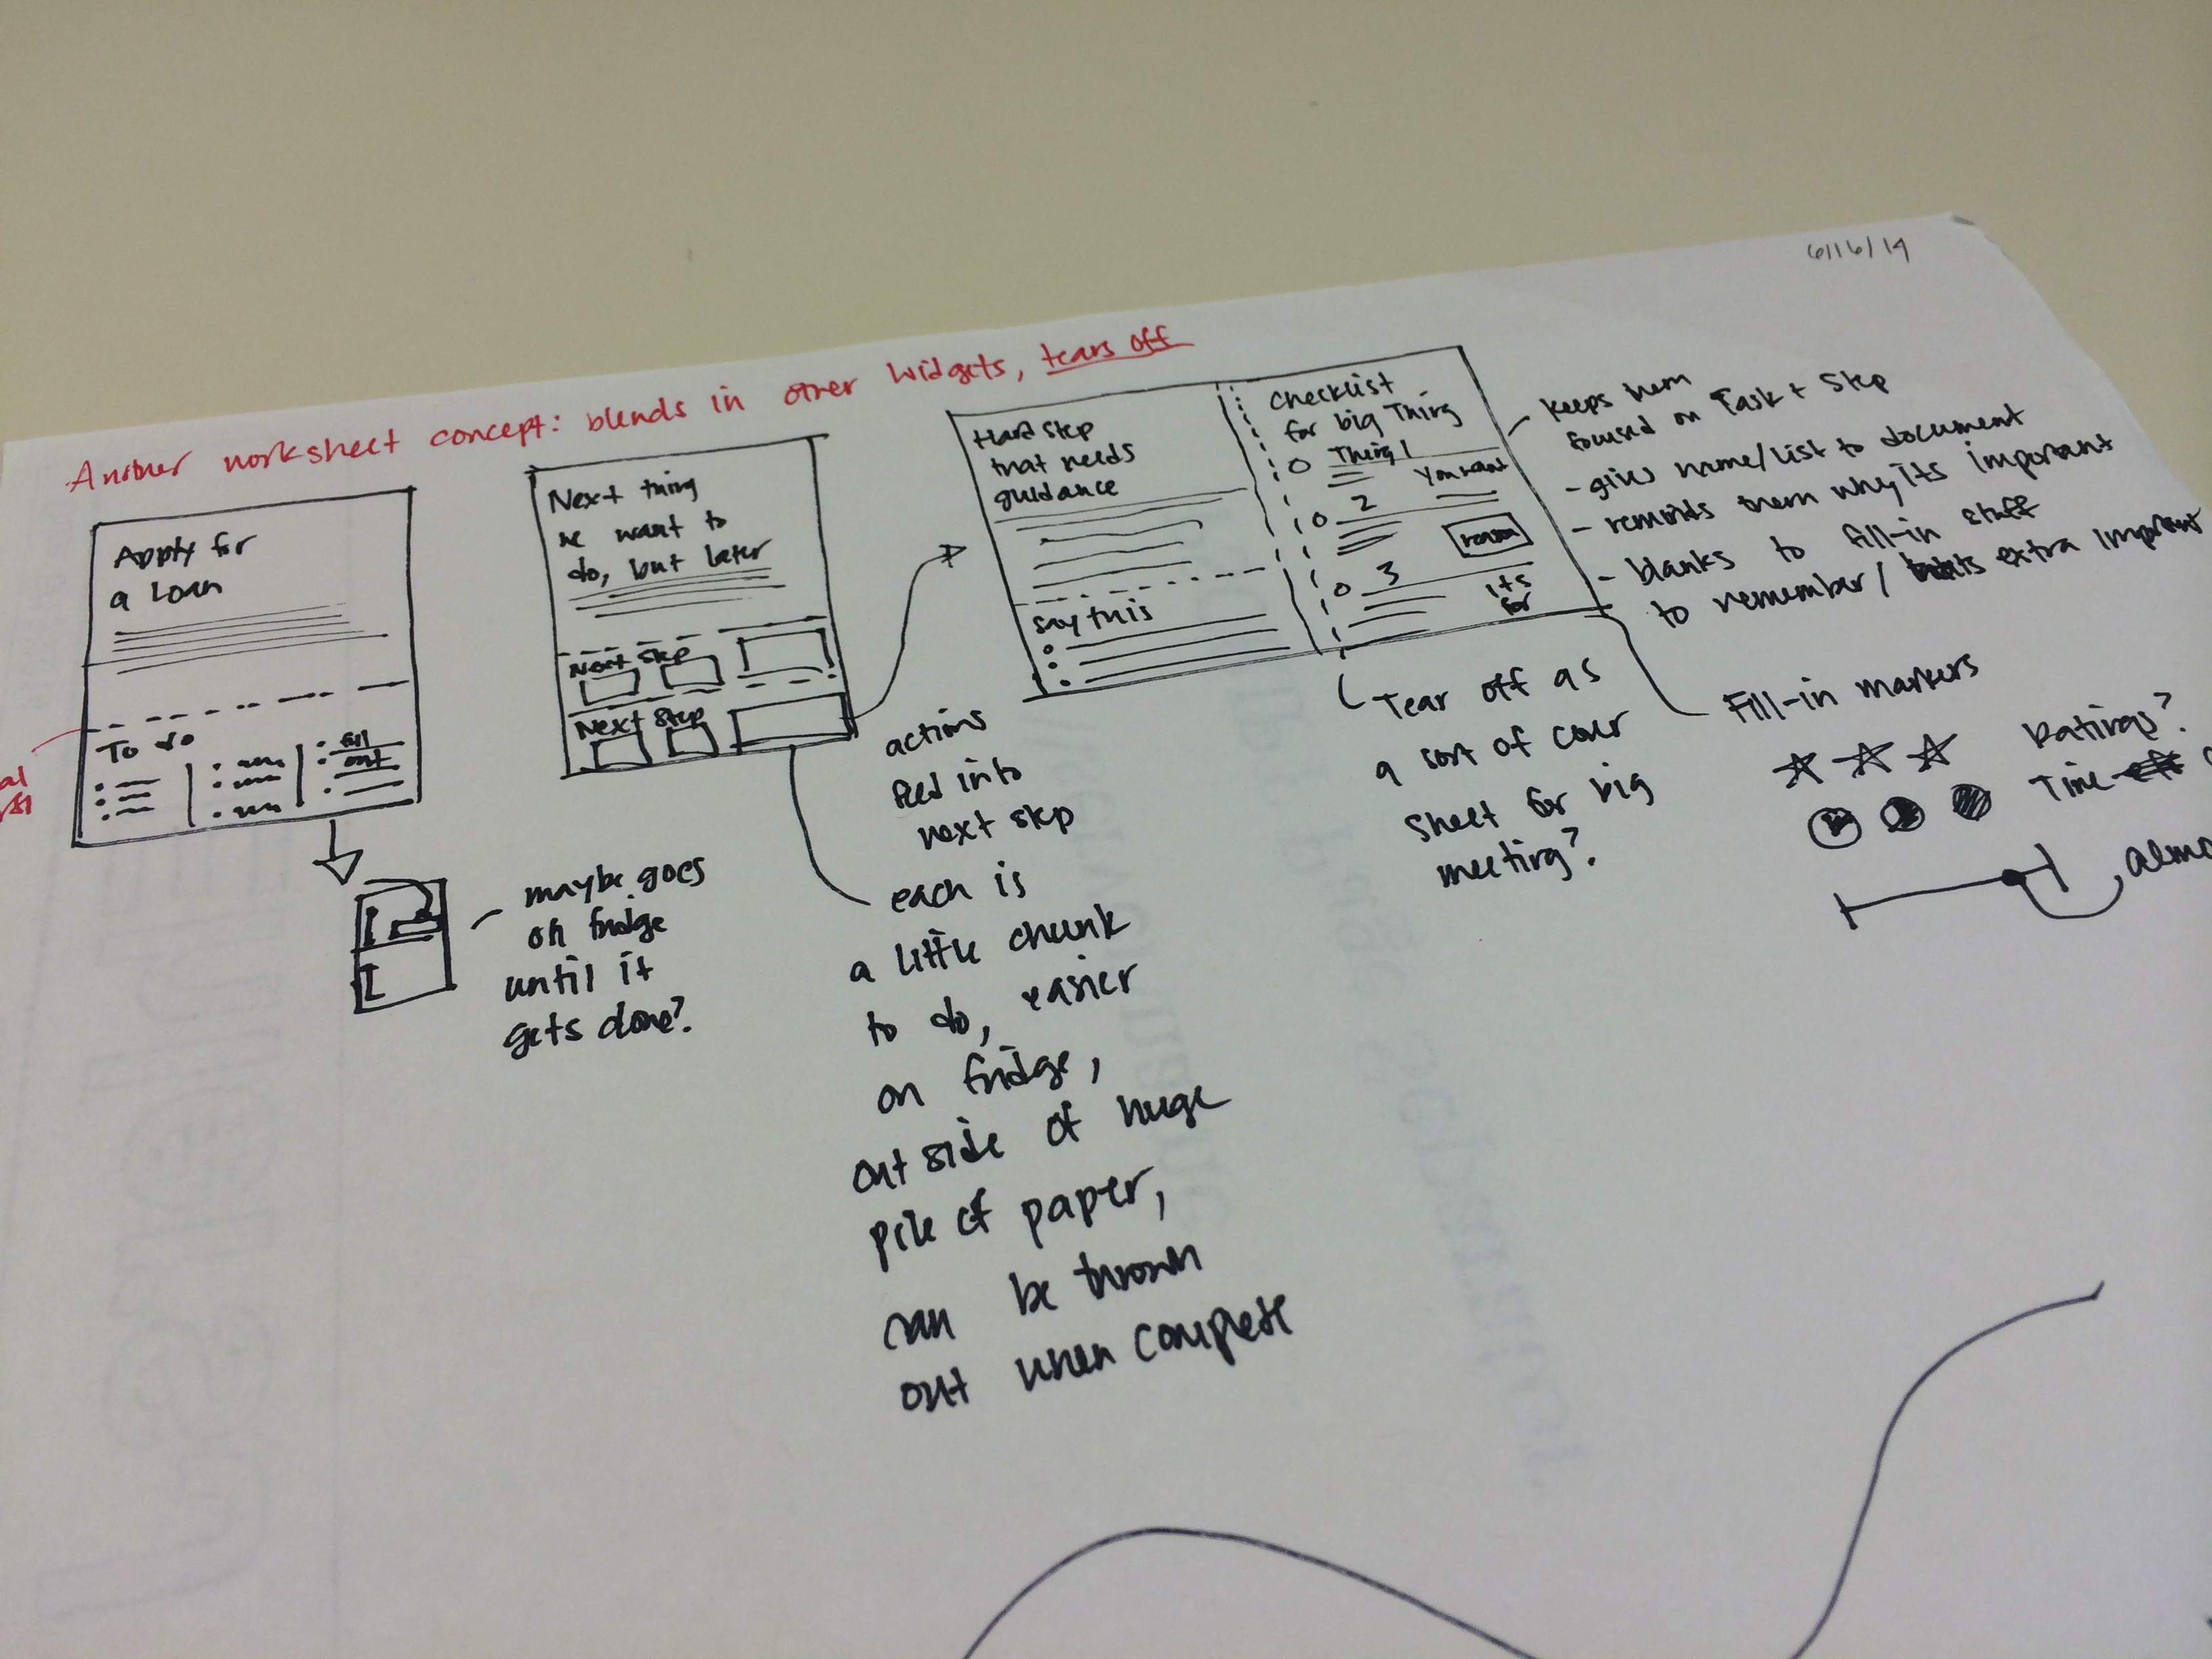 6/16/14
Another worksheet concept: blends in other widgets, tears off
Apply for
a Loan
To do
fill
out
maybe goes
on fridge
until it
gets done?
Next thing
we want to
do, but later
Next Step
Next Step
actions
feed into
next step
each is
a little chunk
to do, easier
on fridge,
outside of huge
pile of paper,
can be thrown
out when complete
Hard step
that needs
guidance
Say this
Checklist
for big Thing
Thing 1
You want
2
3
its
for
Tear off as
a sort of cover
sheet for big
meeting?
keeps them
focused on Task + Step
- gives name/list to document
- reminds them why its important
- blanks to fill-in stuff
to remember/ extra important
Fill-in markers
Ratings?
Time